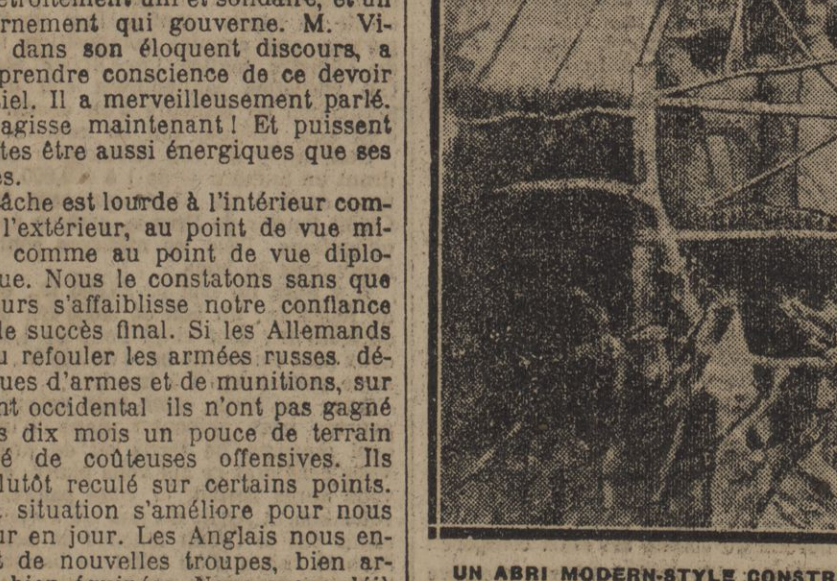 étroitement uni et solidaire, et un
rnement qui gouverne. M. Vi-
dans son éloquent discours, a
prendre conscience de ce devoir
tiel. Il a merveilleusement parlé.
agisse maintenant ! Et puissent
tes être aussi énergiques que ses
es.
âche est lourde à l'intérieur com-
l'extérieur, au point de vue mi-
comme au point de vue diplo-
ue. Nous le constatons sans que
urs s'affaiblisse notre confiance
le succès final. Si les Allemands
u refouler les armées russes. dé-
ues d'armes et de munitions, sur
nt occidental ils n'ont pas gagné
s dix mois un pouce de terrain
é de coûteuses offensives. Ils
lutôt reculé sur certains points.
situation s'améliore pour nous
ur en jour. Les Anglais nous en-
t de nouvelles troupes, bien ar-
UN ABRI MODERN-STYLE CONSTR